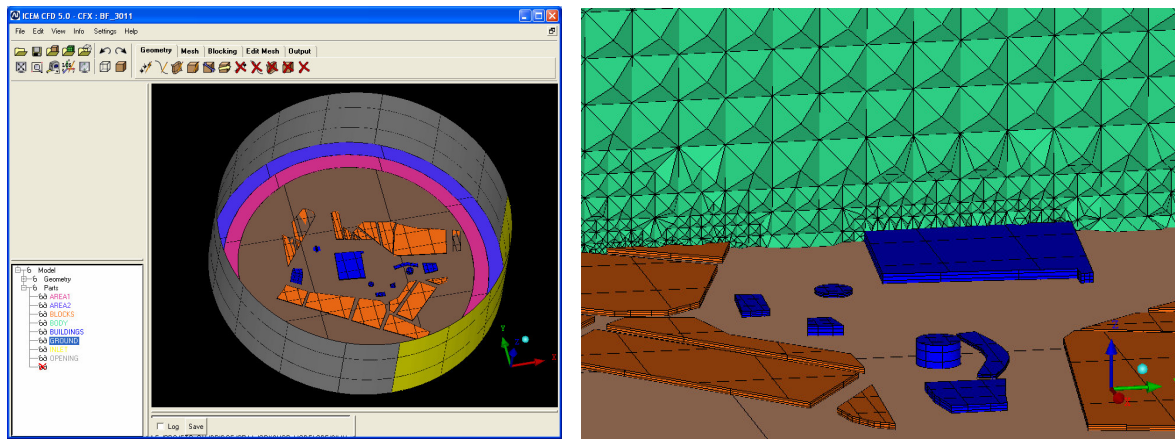 ICEM CFD 5.0 - CFX : BF_3011
File Edit View Info Settings Help
Geometry Mesh Blocking Edit Mesh Output
Model
Geometry
Parts
AREA1
AREA2
BLOCKS
BODY
BUILDINGS
GROUND
INLET
OPENING
Y
X
Log Save